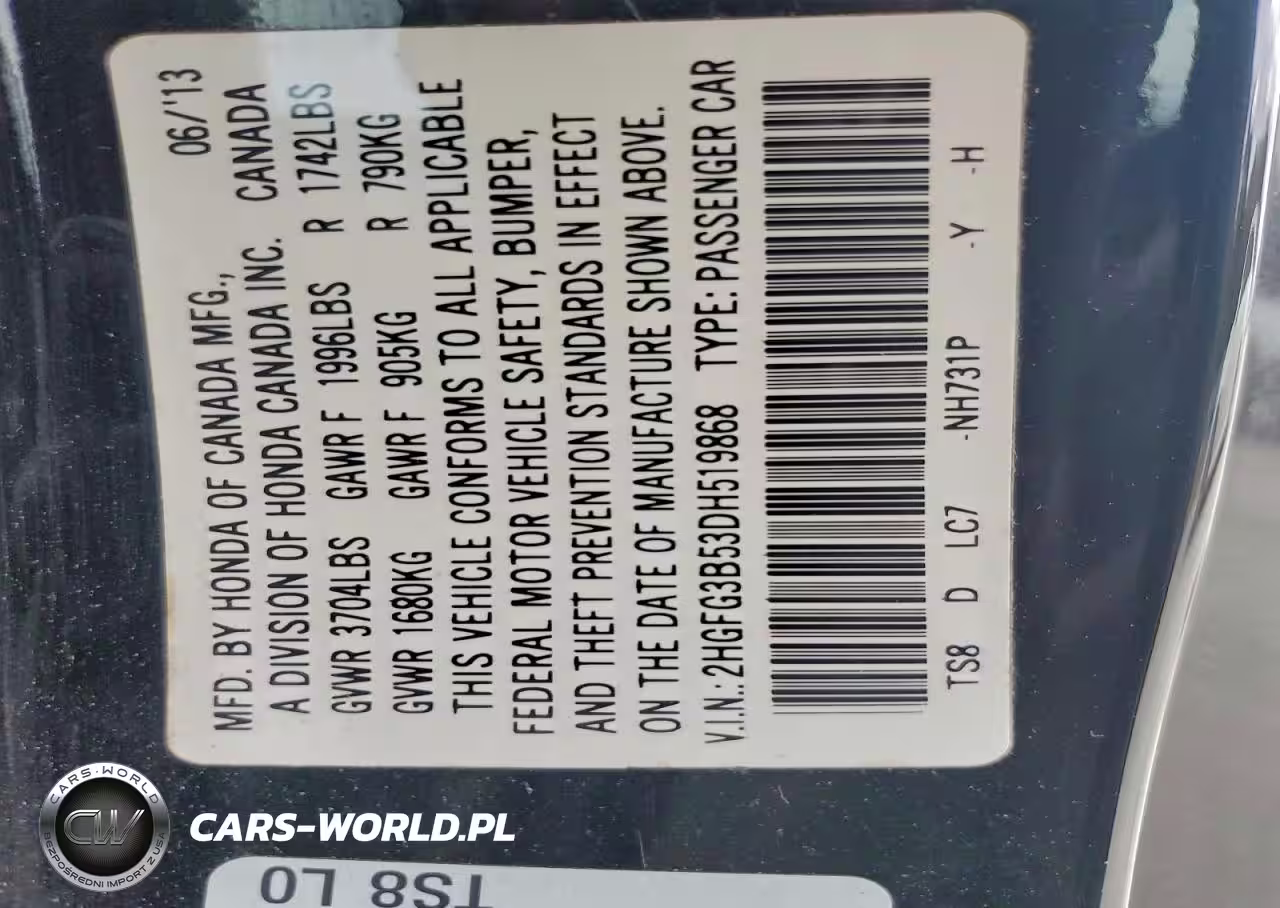 MFD. BY HONDA OF CANADA MFG., 06/'13
A DIVISION OF HONDA CANADA INC. CANADA
GVWR 3704LBS GAWR F 1996LBS R 1742LBS
GVWR 1680KG GAWR F 905KG R 790KG
THIS VEHICLE CONFORMS TO ALL APPLICABLE
FEDERAL MOTOR VEHICLE SAFETY, BUMPER,
AND THEFT PREVENTION STANDARDS IN EFFECT
ON THE DATE OF MANUFACTURE SHOWN ABOVE.
V.I.N.: 2HGFG3B53DH519868 TYPE: PASSENGER CAR
TS8 D LC7 -NH731P -Y -H
CARS-WORLD
CW
BEZPOŚREDNI IMPORT Z USA
CARS-WORLD.PL
TS8 L0